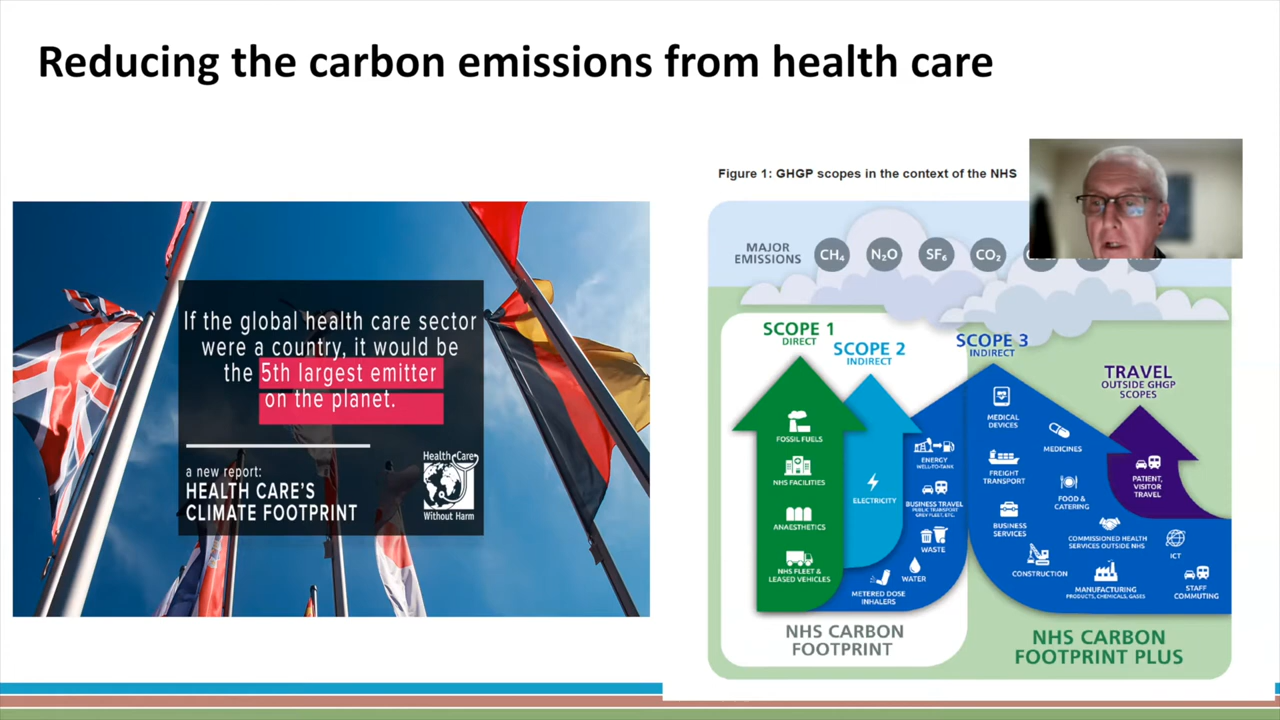 Reducing the carbon emissions from health care
If the global health care sector
were a country, it would be
the 5th largest emitter
on the planet.
a new report:
HEALTH CARE'S
CLIMATE FOOTPRINT
Health Care
Without Harm
Figure 1: GHGP scopes in the context of the NHS
MAJOR
EMISSIONS
CH₄
N₂O
SF₆
CO₂
SCOPE 1
DIRECT
FOSSIL FUELS
NHS FACILITIES
ANAESTHETICS
NHS FLEET &
LEASED VEHICLES
SCOPE 2
INDIRECT
ELECTRICITY
SCOPE 3
INDIRECT
ENERGY
WELL-TO-TANK
BUSINESS TRAVEL
PUBLIC TRANSPORT
GREY FLEET, ETC.
WASTE
WATER
METERED DOSE
INHALERS
MEDICAL
DEVICES
MEDICINES
FREIGHT
TRANSPORT
FOOD &
CATERING
BUSINESS
SERVICES
COMMISSIONED HEALTH
SERVICES OUTSIDE NHS
ICT
CONSTRUCTION
MANUFACTURING
PRODUCTS, CHEMICALS, GASES
STAFF
COMMUTING
TRAVEL
OUTSIDE GHGP
SCOPES
PATIENT,
VISITOR
TRAVEL
NHS CARBON
FOOTPRINT
NHS CARBON
FOOTPRINT PLUS